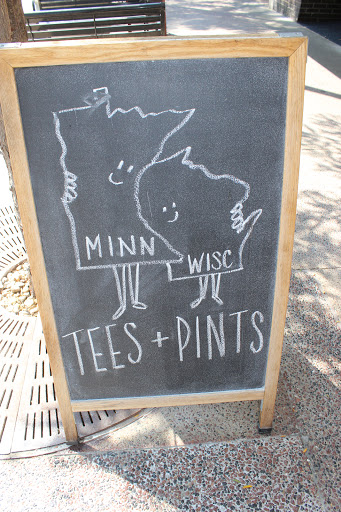 MINN
WISC
TEES + PINTS